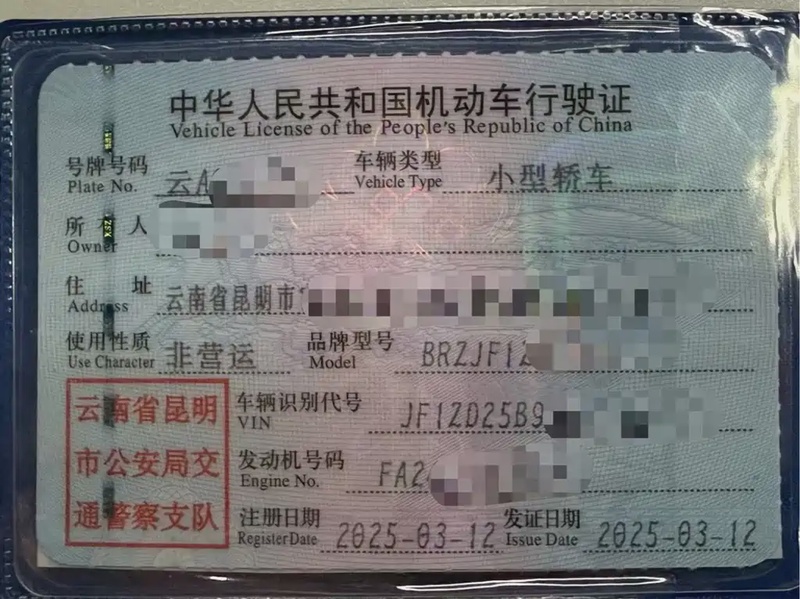 中华人民共和国机动车行驶证
Vehicle License of the People's Republic of China
号牌号码 云A 车辆类型 小型轿车
Plate No. Vehicle Type
所有人
Owner
住址 云南省昆明市
Address
使用性质 非营运 品牌型号 BRZJF1Z
Use Character Model
云南省昆明
市公安局交
通警察支队
车辆识别代号 JF1ZD25B9
VIN
发动机号码 FA2
Engine No.
注册日期 2025-03-12 发证日期 2025-03-12
Register Date Issue Date